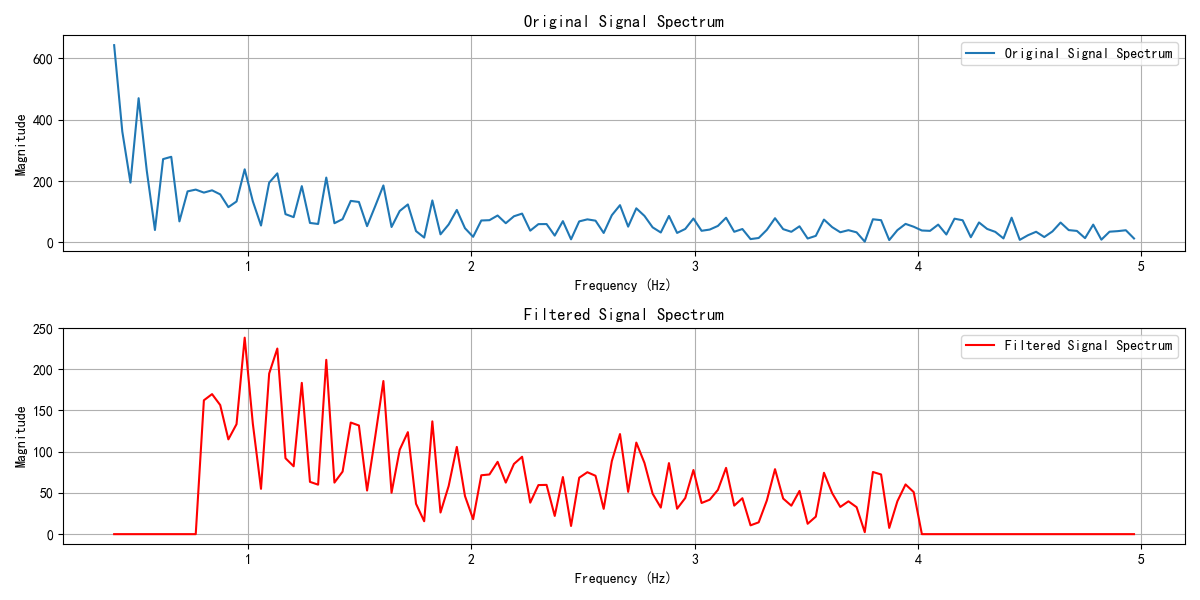 Original Signal Spectrum
Original Signal Spectrum
600
400
200
0
Magnitude
1 2 3 4 5
Frequency (Hz)
Filtered Signal Spectrum
Filtered Signal Spectrum
250
200
150
100
50
0
Magnitude
1 2 3 4 5
Frequency (Hz)